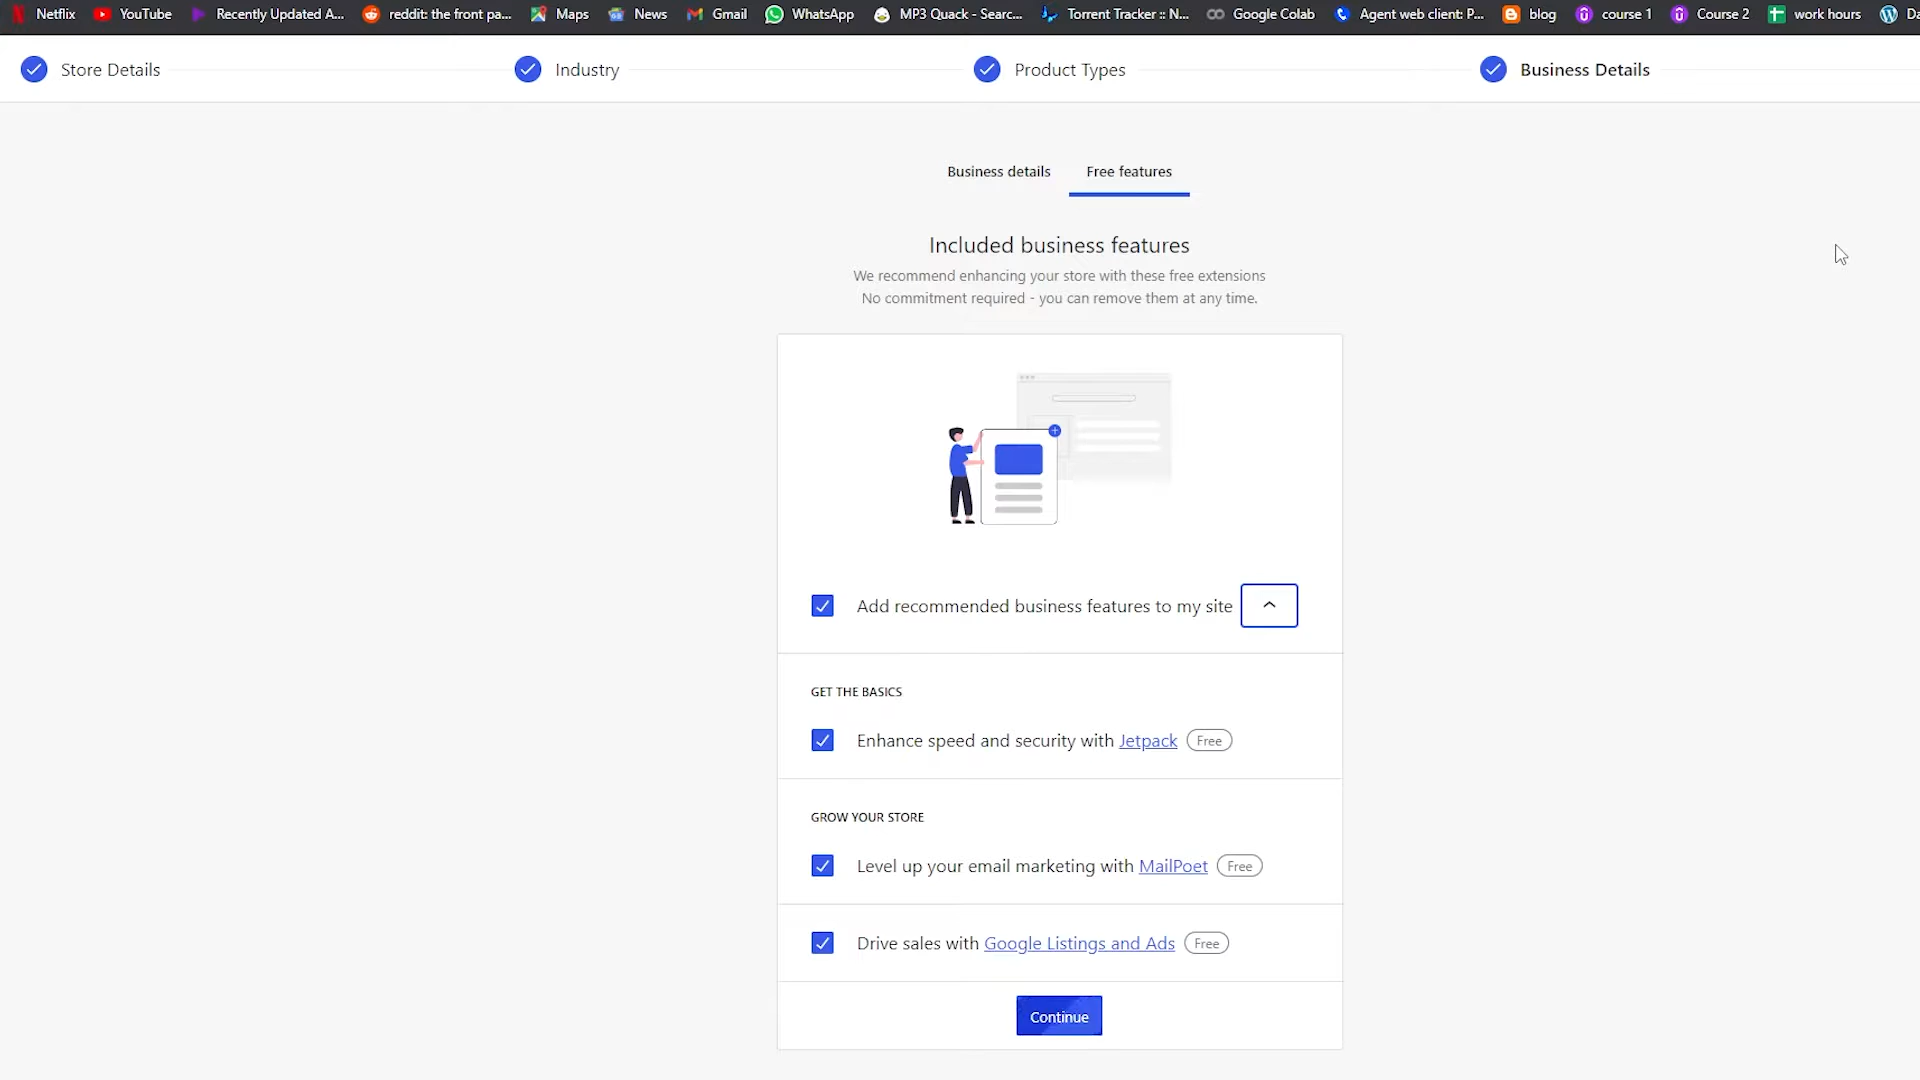 Netflix YouTube Recently Updated A... reddit: the front pa... Maps News Gmail WhatsApp MP3 Quack - Searc... Torrent Tracker :: N... Google Colab Agent web client: P... blog course 1 Course 2 work hours Da
Store Details Industry Product Types Business Details
Business details Free features
Included business features
We recommend enhancing your store with these free extensions
No commitment required - you can remove them at any time.
Add recommended business features to my site
GET THE BASICS
Enhance speed and security with Jetpack Free
GROW YOUR STORE
Level up your email marketing with MailPoet Free
Drive sales with Google Listings and Ads Free
Continue